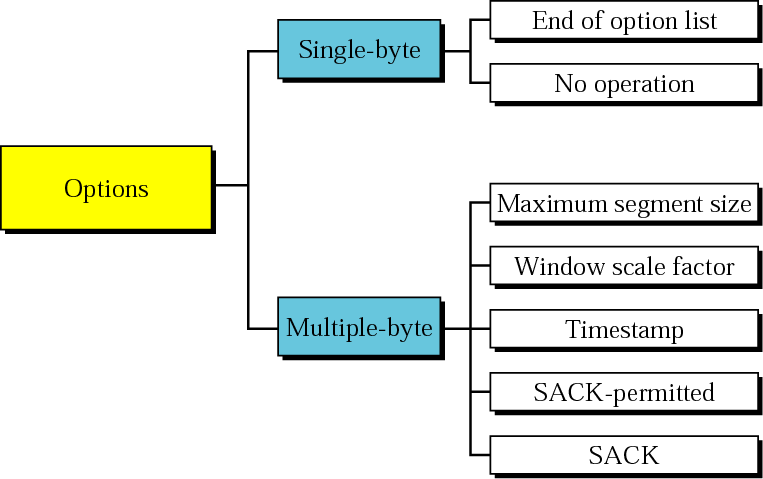 Options
Single-byte
End of option list
No operation
Multiple-byte
Maximum segment size
Window scale factor
Timestamp
SACK-permitted
SACK